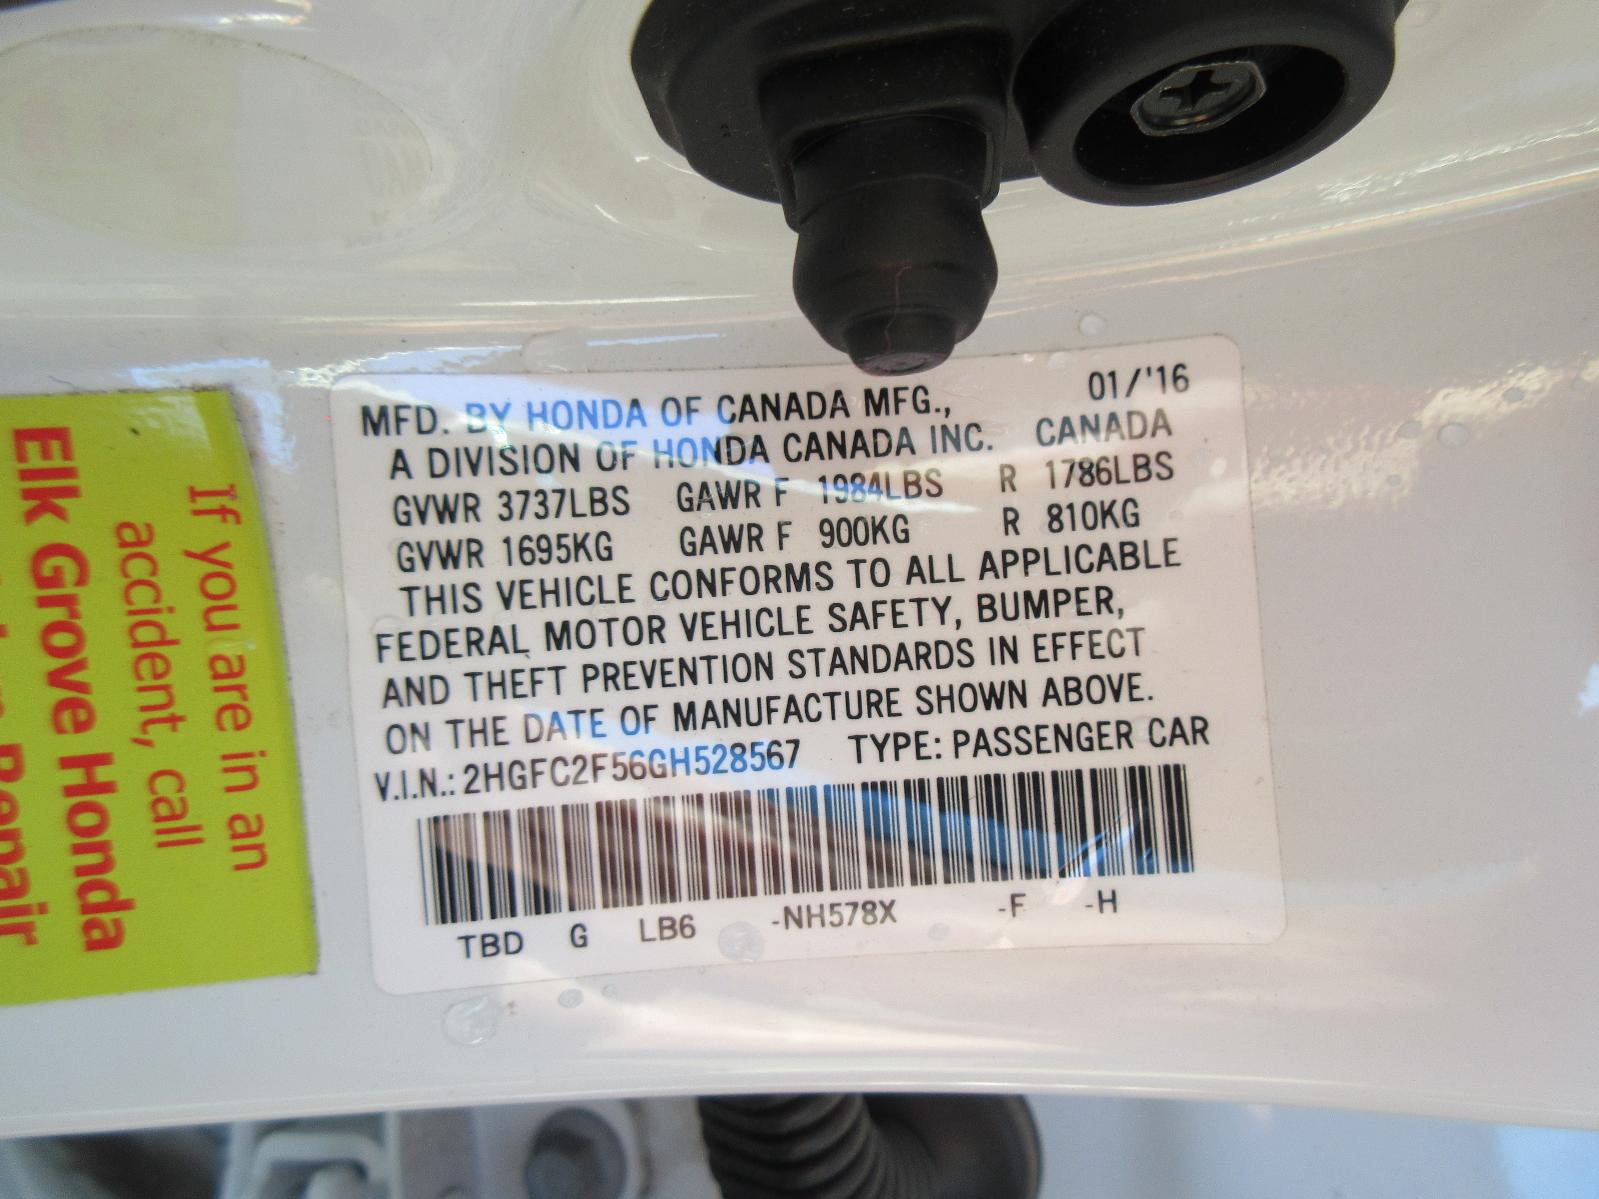 MFD. BY HONDA OF CANADA MFG., 01/'16
A DIVISION OF HONDA CANADA INC. CANADA
GVWR 3737LBS GAWR F 1984LBS R 1786LBS
GVWR 1695KG GAWR F 900KG R 810KG
THIS VEHICLE CONFORMS TO ALL APPLICABLE
FEDERAL MOTOR VEHICLE SAFETY, BUMPER,
AND THEFT PREVENTION STANDARDS IN EFFECT
ON THE DATE OF MANUFACTURE SHOWN ABOVE.
V.I.N.: 2HGFC2F56GH528567 TYPE: PASSENGER CAR
TBD G LB6 -NH578X -F -H
If you are in an
accident, call
Elk Grove Honda
Repair